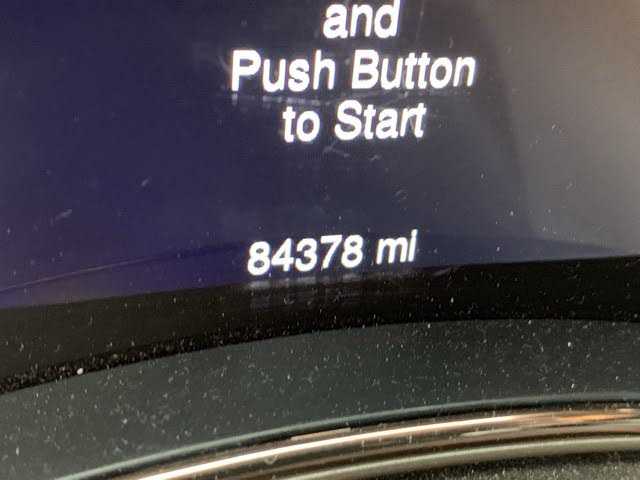 and
Push Button
to Start
84378 mi